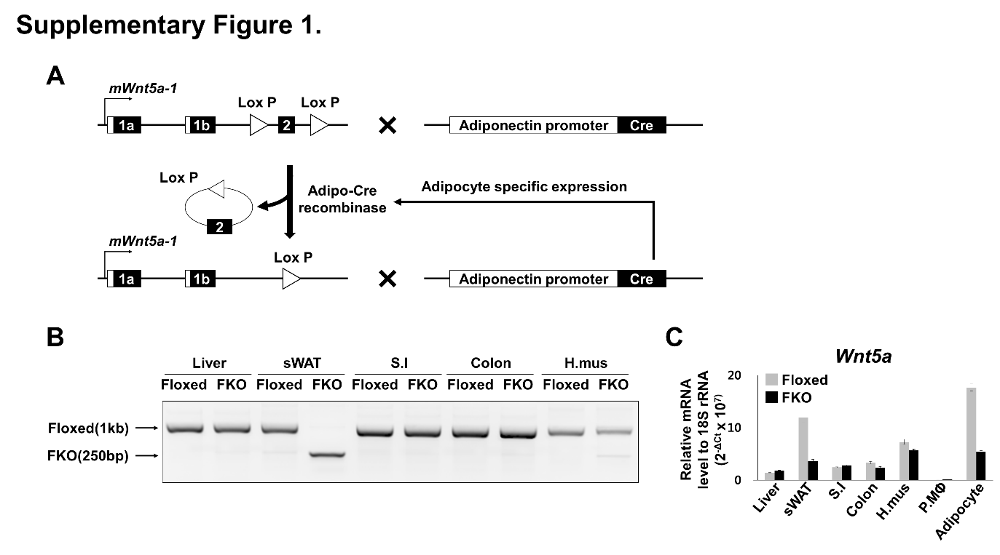 Supplementary Figure 1.
A
mWnt5a-1
Lox P
Lox P
1a
1b
2
×
Adiponectin promoter
Cre
Lox P
2
Adipo-Cre
recombinase
Adipocyte specific expression
mWnt5a-1
Lox P
1a
1b
×
Adiponectin promoter
Cre
B
Liver
sWAT
S.I
Colon
H.mus
Floxed FKO Floxed FKO Floxed FKO Floxed FKO Floxed FKO
Floxed(1kb)
FKO(250bp)
C
Wnt5a
Relative mRNA
level to 18S rRNA
(2-ΔCt x 10⁷)
20
10
0
Floxed
FKO
Liver
sWAT
S.I
Colon
H.mus
P.MΦ
Adipocyte